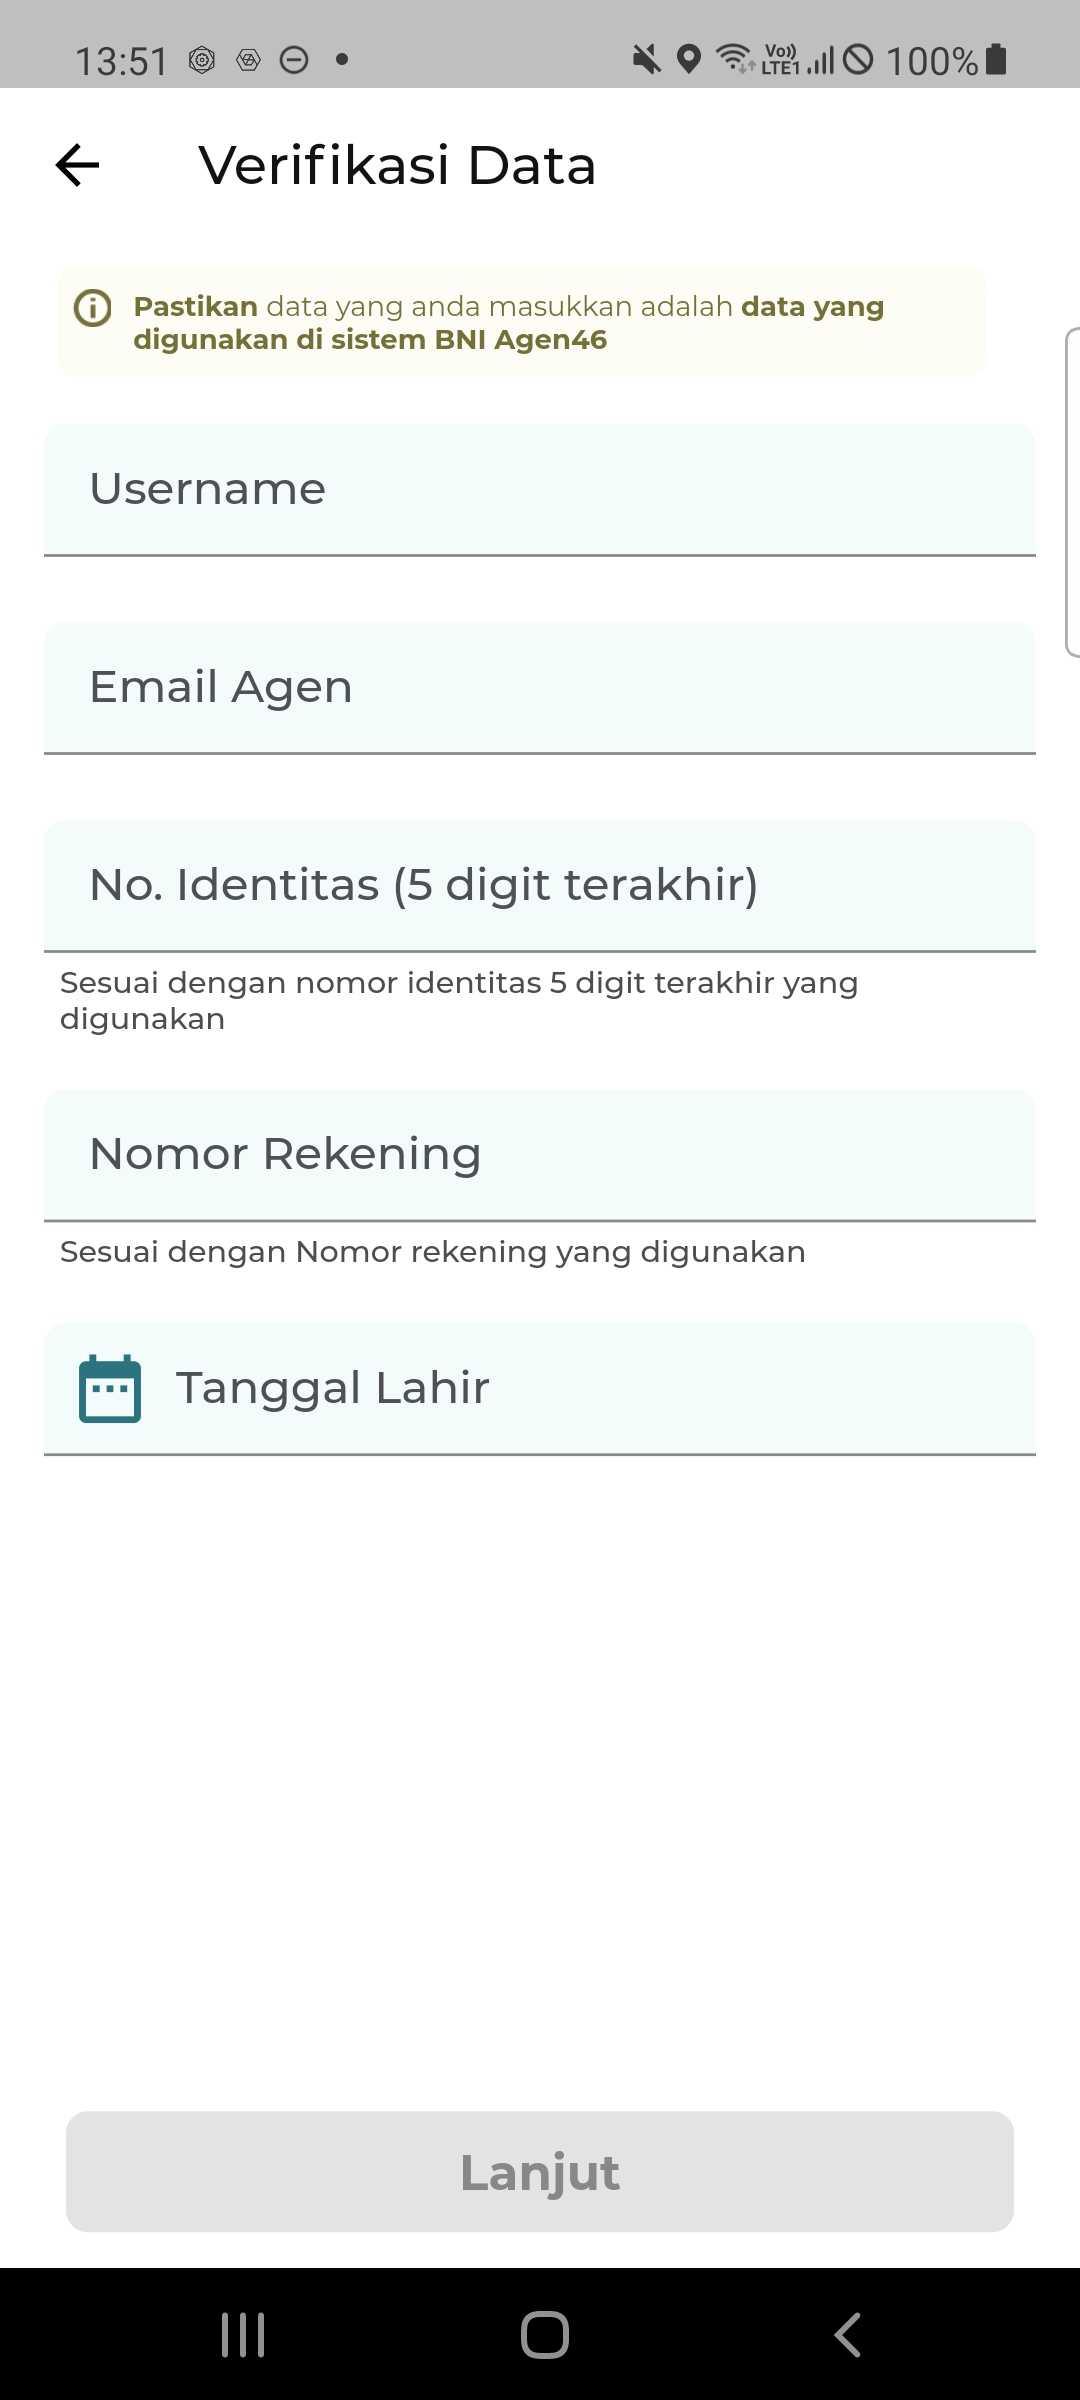 13:51
Vo)) LTE1 100%
Verifikasi Data
Pastikan data yang anda masukkan adalah data yang
digunakan di sistem BNI Agen46
Username
Email Agen
No. Identitas (5 digit terakhir)
Sesuai dengan nomor identitas 5 digit terakhir yang
digunakan
Nomor Rekening
Sesuai dengan Nomor rekening yang digunakan
Tanggal Lahir
Lanjut